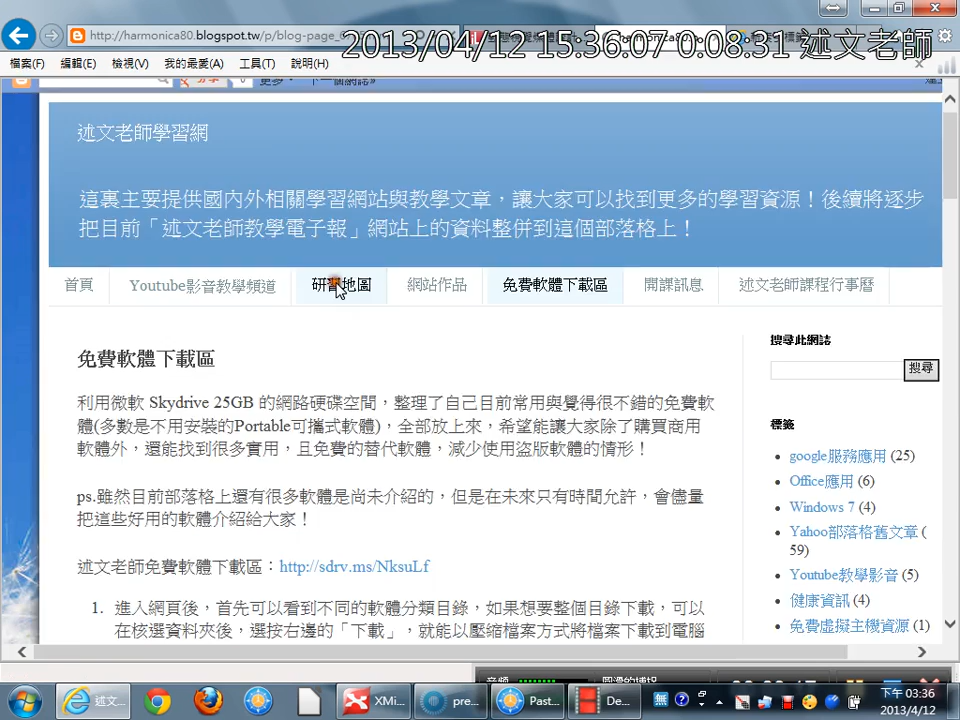 http://harmonica80.blogspot.tw/p/blog-page_
2013/04/12 15:36:07 0:08:31 述文老師
檔案(F) 編輯(E) 檢視(V) 我的最愛(A) 工具(T) 說明(H)
述文老師學習網
這裏主要提供國內外相關學習網站與教學文章，讓大家可以找到更多的學習資源！後續將逐步
把目前「述文老師教學電子報」網站上的資料整併到這個部落格上！
首頁 Youtube影音教學頻道 研習地圖 網站作品 免費軟體下載區 開課訊息 述文老師課程行事曆
免費軟體下載區
利用微軟 Skydrive 25GB 的網路硬碟空間，整理了自己目前常用與覺得很不錯的免費軟
體(多數是不用安裝的Portable可攜式軟體)，全部放上來，希望能讓大家除了購買商用
軟體外，還能找到很多實用，且免費的替代軟體，減少使用盜版軟體的情形！
ps.雖然目前部落格上還有很多軟體是尚未介紹的，但是在未來只有時間允許，會儘量
把這些好用的軟體介紹給大家！
述文老師免費軟體下載區：http://sdrv.ms/NksuLf
1. 進入網頁後，首先可以看到不同的軟體分類目錄，如果想要整個目錄下載，可以
在核選資料夾後，選按右邊的「下載」，就能以壓縮檔案方式將檔案下載到電腦
搜尋此網誌
搜尋
標籤
google服務應用 (25)
Office應用 (6)
Windows 7 (4)
Yahoo部落格舊文章 (
59)
Youtube教學影音 (5)
健康資訊 (4)
免費虛擬主機資源 (1)
述文... XMi... pre... Past... De... 無 下午 03:36
2013/4/12